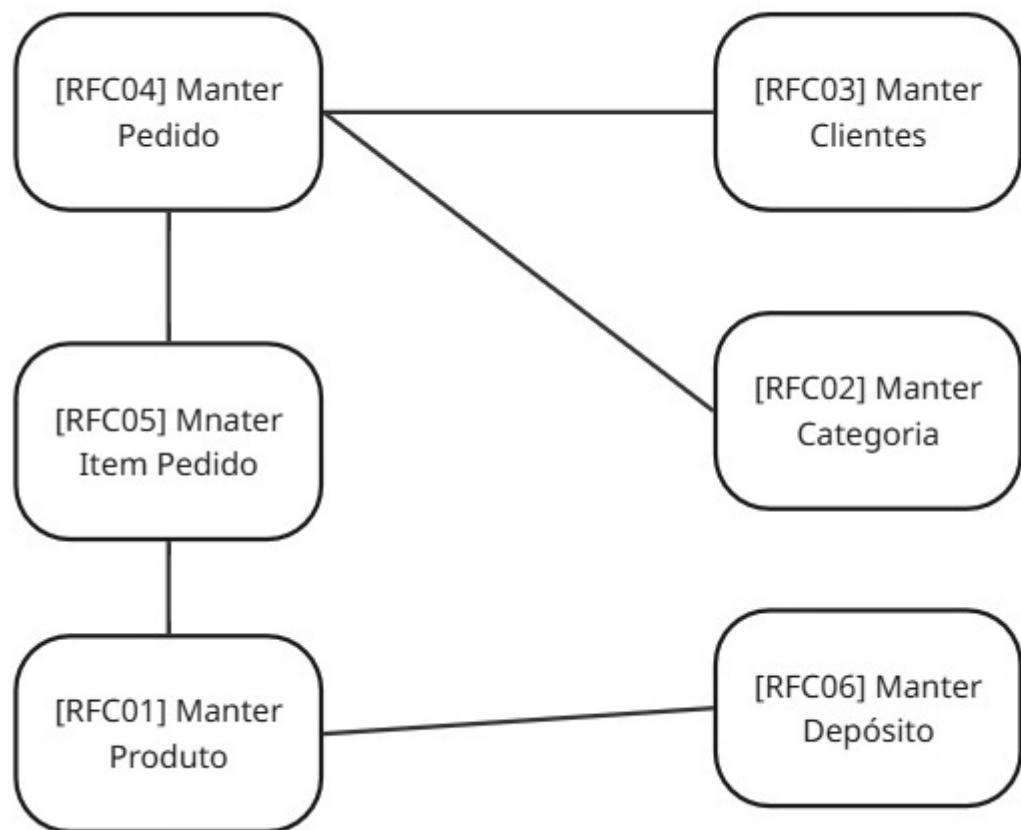 [RFC04] Manter
Pedido
[RFC03] Manter
Clientes
[RFC05] Mnater
Item Pedido
[RFC02] Manter
Categoria
[RFC01] Manter
Produto
[RFC06] Manter
Depósito